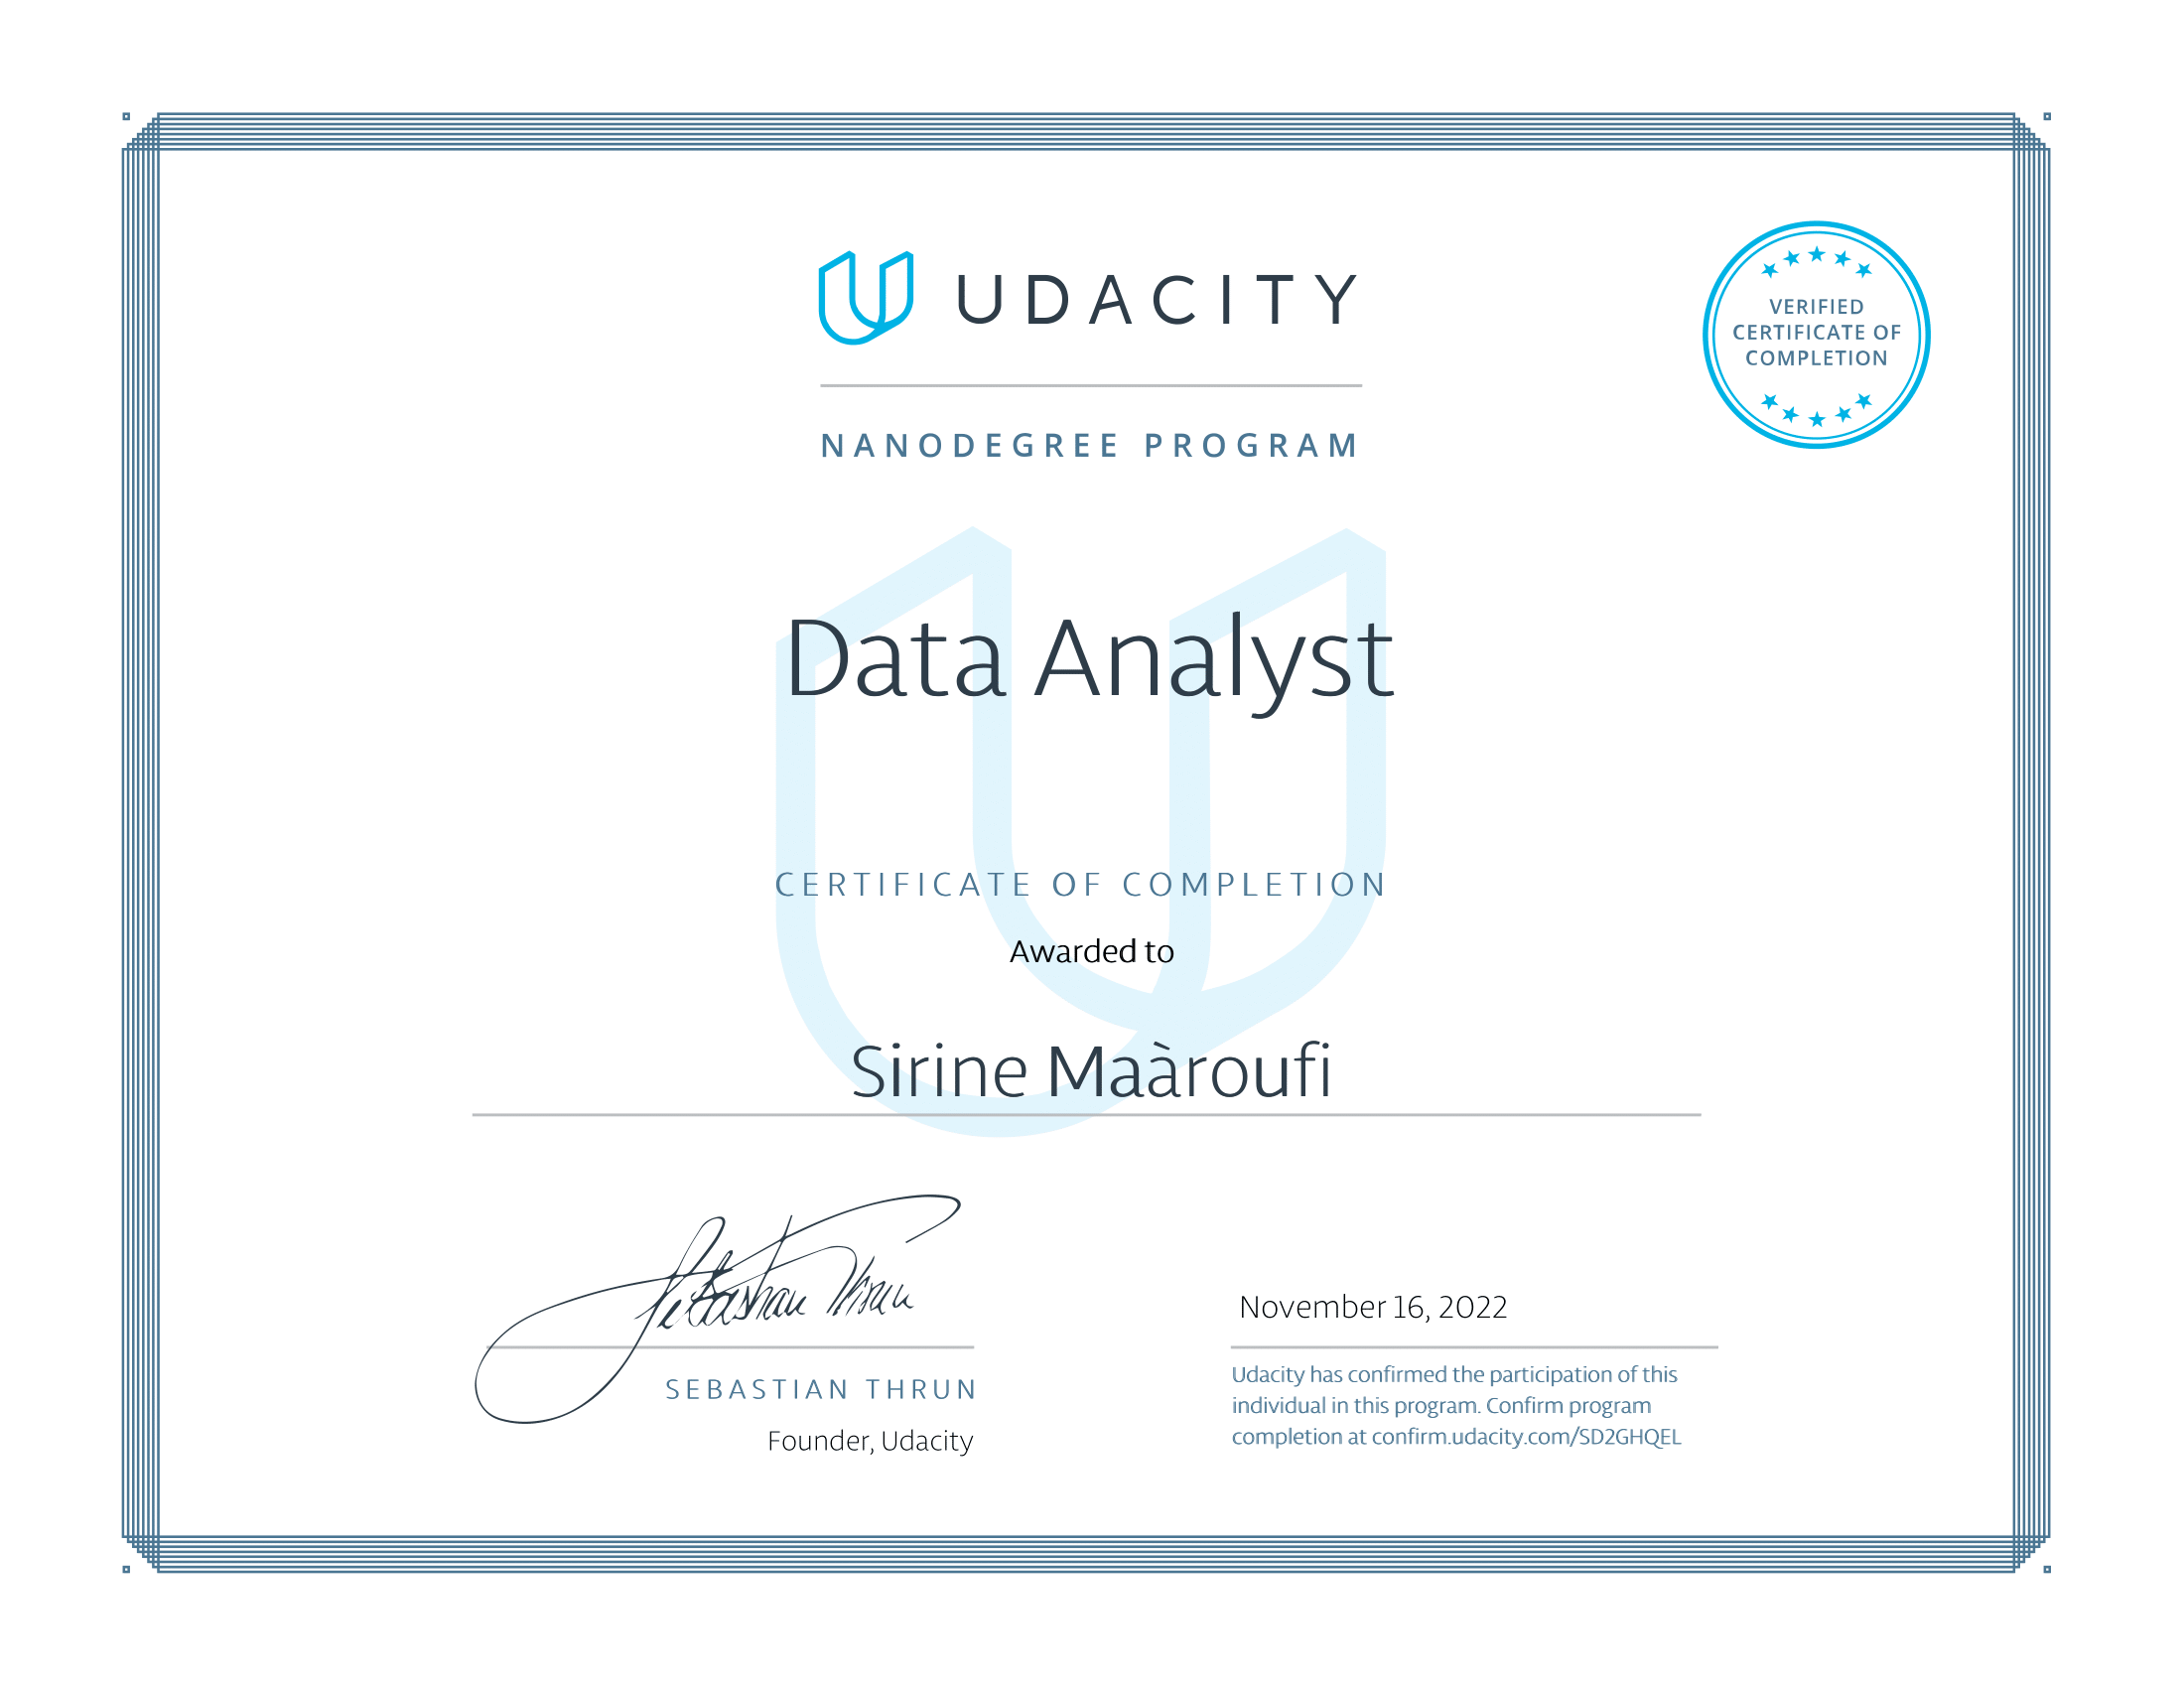 UDACITY
VERIFIED
CERTIFICATE OF
COMPLETION
NANODEGREE PROGRAM
Data Analyst
CERTIFICATE OF COMPLETION
Awarded to
Sirine Maàroufi
Sebastian Thrun
November 16, 2022
SEBASTIAN THRUN
Founder, Udacity
Udacity has confirmed the participation of this
individual in this program. Confirm program
completion at confirm.udacity.com/SD2GHQEL